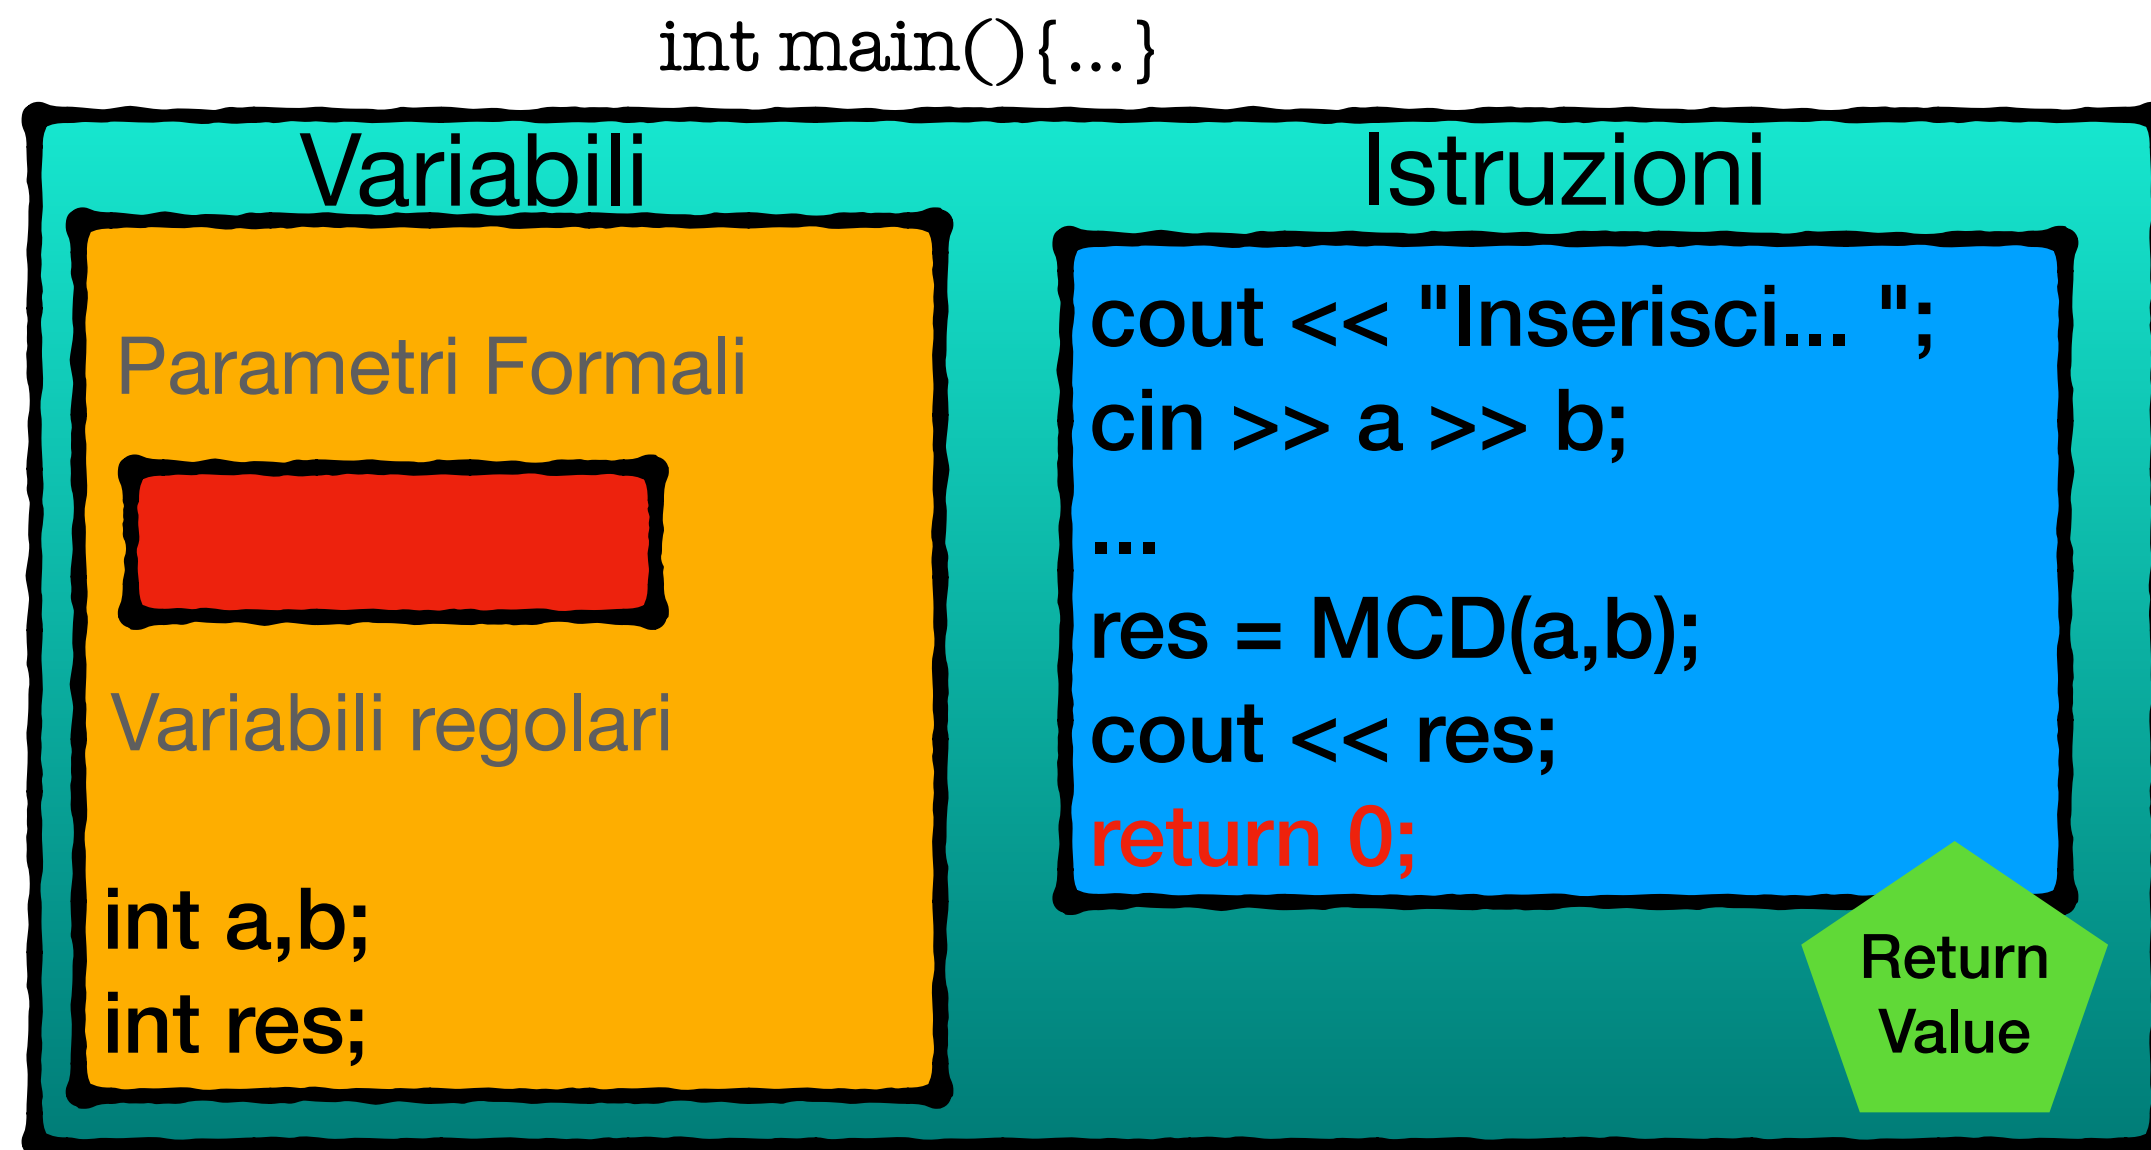 int main(){...}
Variabili
Parametri Formali
Variabili regolari
int a,b;
int res;
Istruzioni
cout << "Inserisci... ";
cin >> a >> b;
...
res = MCD(a,b);
cout << res;
return 0;
Return
Value